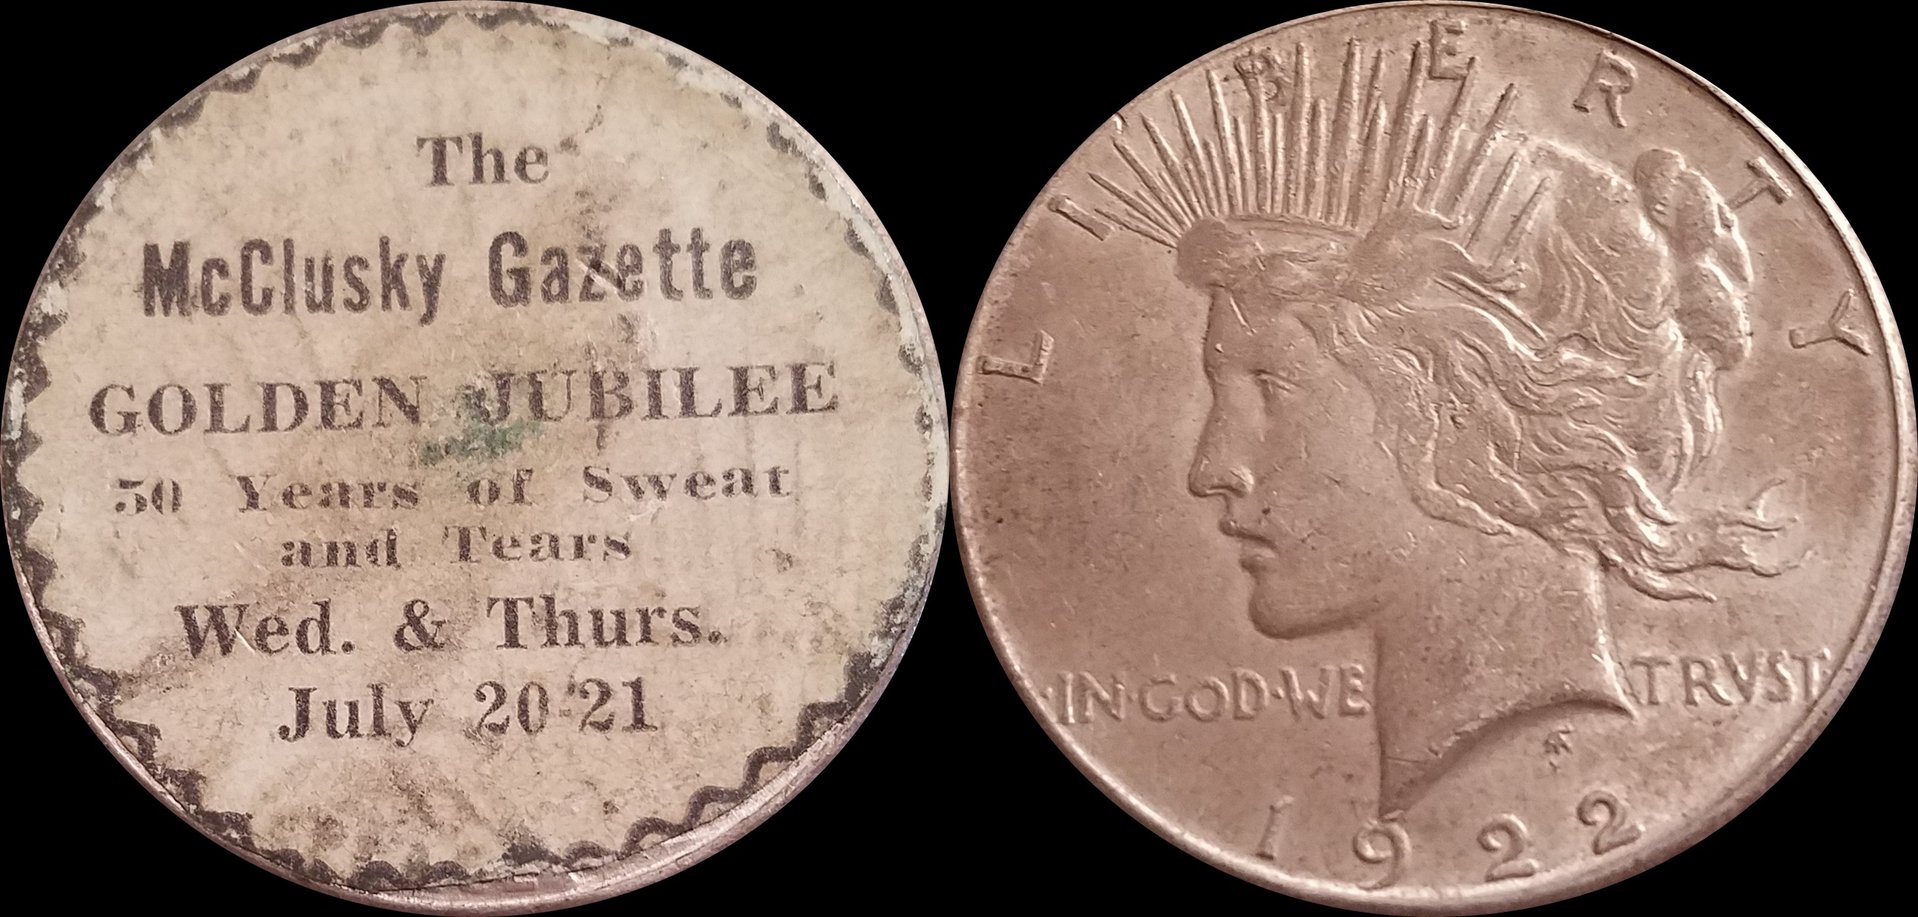 The
McClusky Gazette
GOLDEN JUBILEE
50 Years of Sweat
and Tears
Wed. & Thurs.
July 20-21
LIBERTY
IN·GOD·WE TRVST
1922